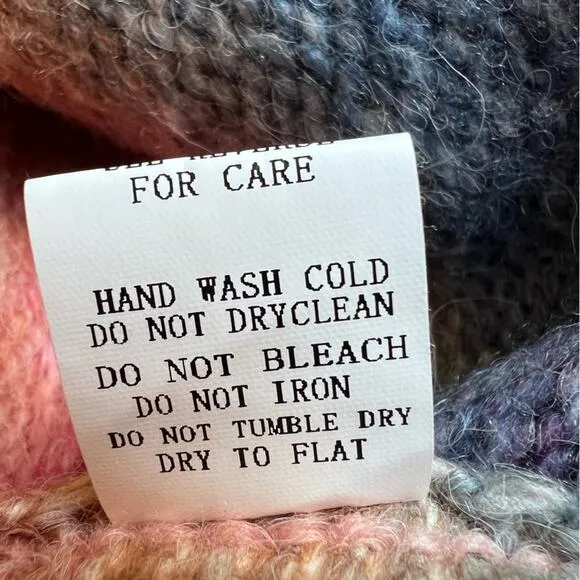 FOR CARE
HAND WASH COLD
DO NOT DRYCLEAN
DO NOT BLEACH
DO NOT IRON
DO NOT TUMBLE DRY
DRY TO FLAT